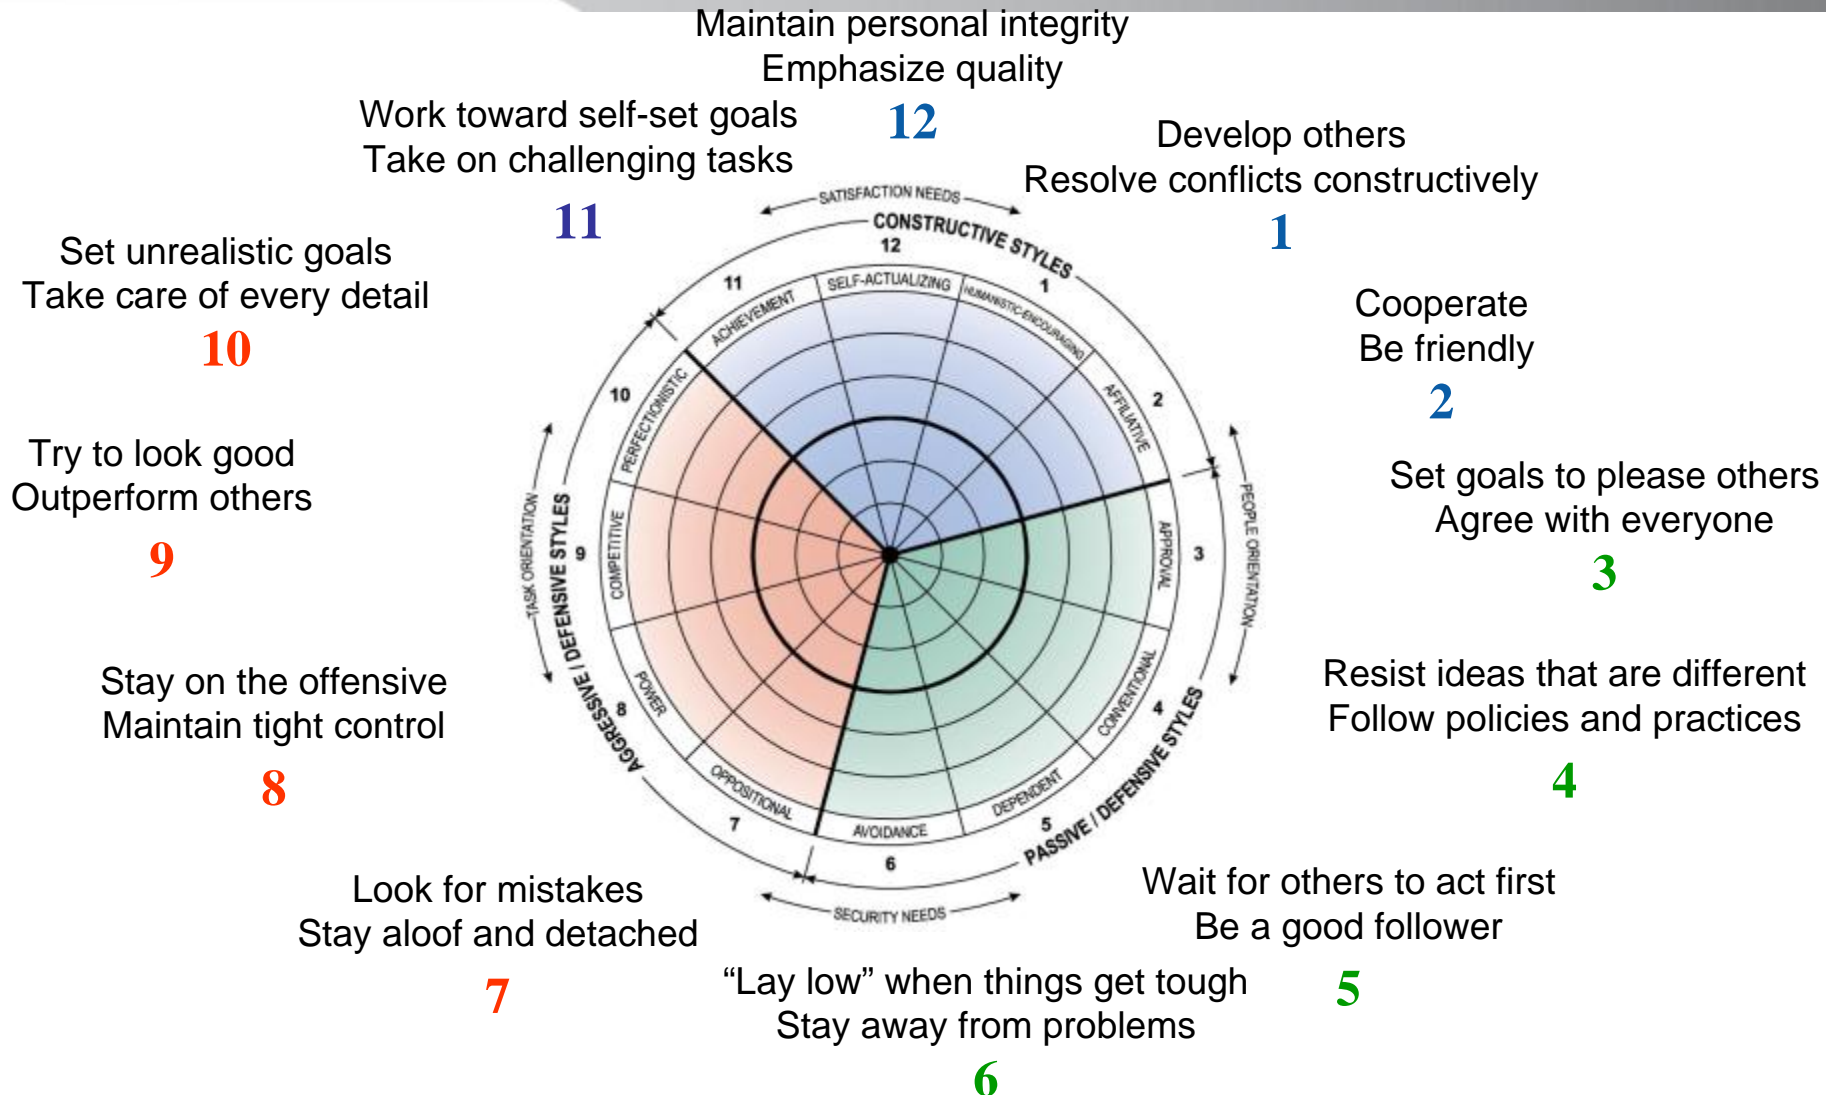 Maintain personal integrity
Emphasize quality
12
Work toward self-set goals
Take on challenging tasks
11
Develop others
Resolve conflicts constructively
1
Set unrealistic goals
Take care of every detail
10
Cooperate
Be friendly
2
Try to look good
Outperform others
9
Set goals to please others
Agree with everyone
3
Stay on the offensive
Maintain tight control
8
Resist ideas that are different
Follow policies and practices
4
Look for mistakes
Stay aloof and detached
7
Wait for others to act first
Be a good follower
5
“Lay low” when things get tough
Stay away from problems
6
SATISFACTION NEEDS
CONSTRUCTIVE STYLES
PEOPLE ORIENTATION
PASSIVE / DEFENSIVE STYLES
SECURITY NEEDS
AGGRESSIVE / DEFENSIVE STYLES
TASK ORIENTATION
12
SELF-ACTUALIZING
1
HUMANISTIC-ENCOURAGING
2
AFFILIATIVE
3
APPROVAL
4
CONVENTIONAL
5
DEPENDENT
6
AVOIDANCE
7
OPPOSITIONAL
8
POWER
9
COMPETITIVE
10
PERFECTIONISTIC
11
ACHIEVEMENT